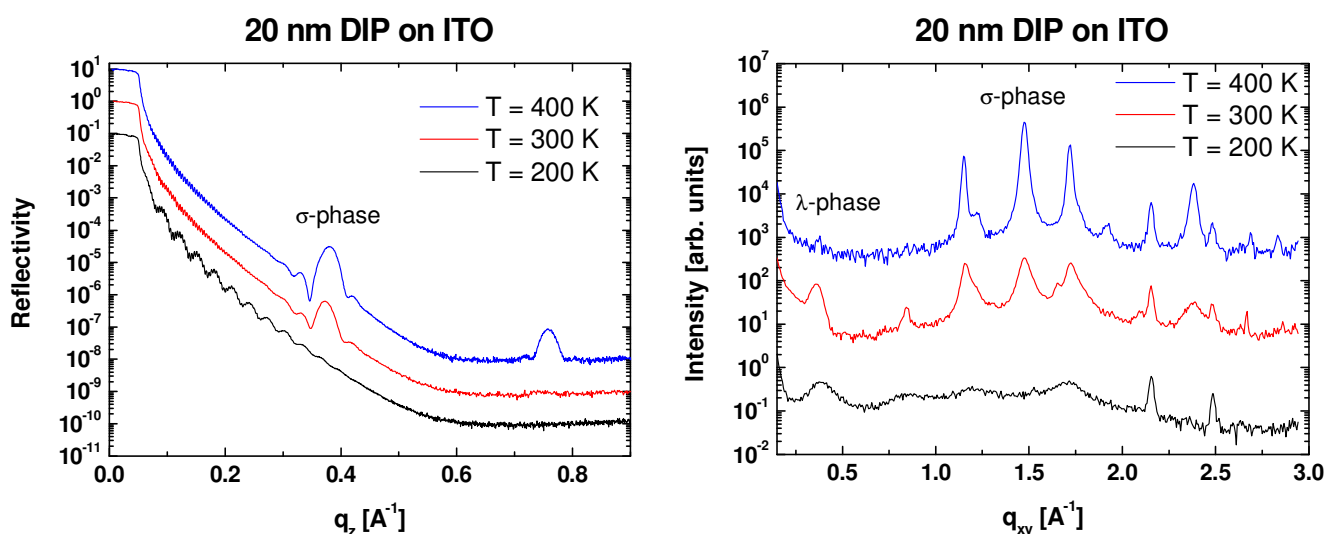 20 nm DIP on ITO
10^1
10^0
10^-1
10^-2
10^-3
10^-4
10^-5
10^-6
10^-7
10^-8
10^-9
10^-10
10^-11
Reflectivity
T = 400 K
T = 300 K
T = 200 K
σ-phase
0.0 0.2 0.4 0.6 0.8
q_z [A^-1]
20 nm DIP on ITO
10^7
10^6
10^5
10^4
10^3
10^2
10^1
10^0
10^-1
10^-2
Intensity [arb. units]
T = 400 K
T = 300 K
T = 200 K
σ-phase
λ-phase
0.5 1.0 1.5 2.0 2.5 3.0
q_xy [A^-1]